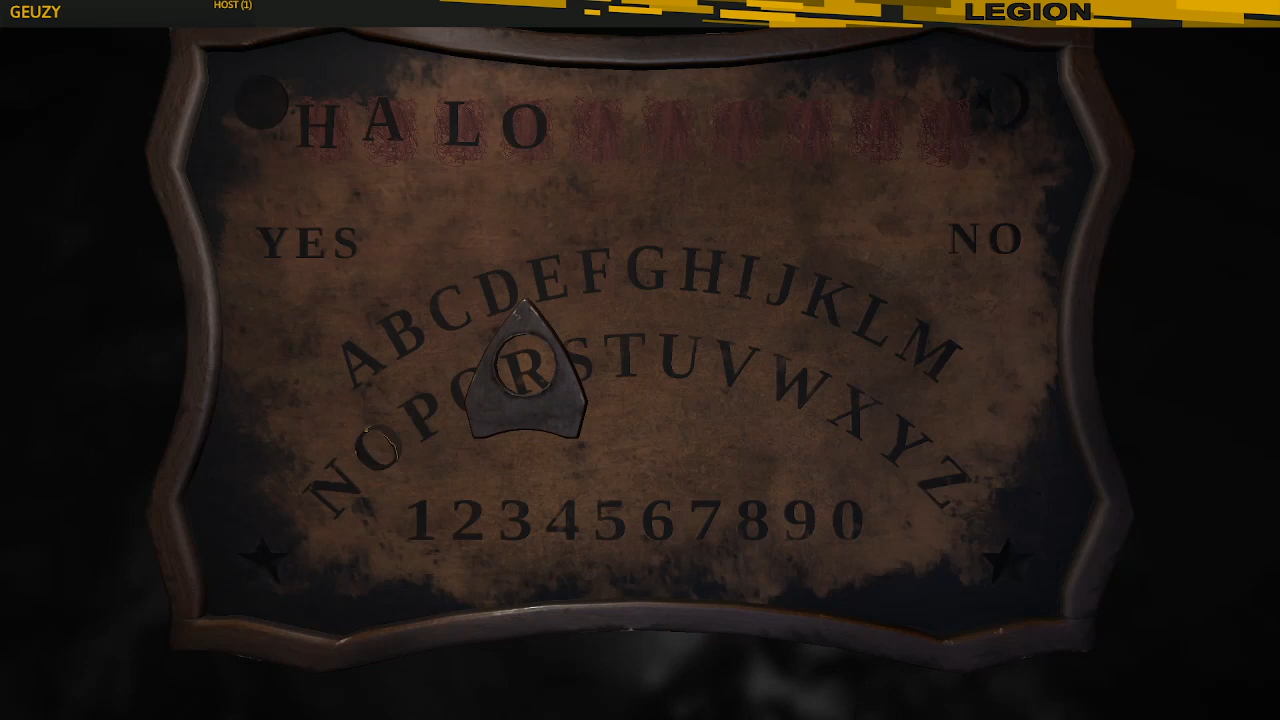 GEUZY
HOST (1)
LEGION
HALO
YES
NO
ABCDEFGHIJKLM
NOPQRSTUVWXYZ
1234567890